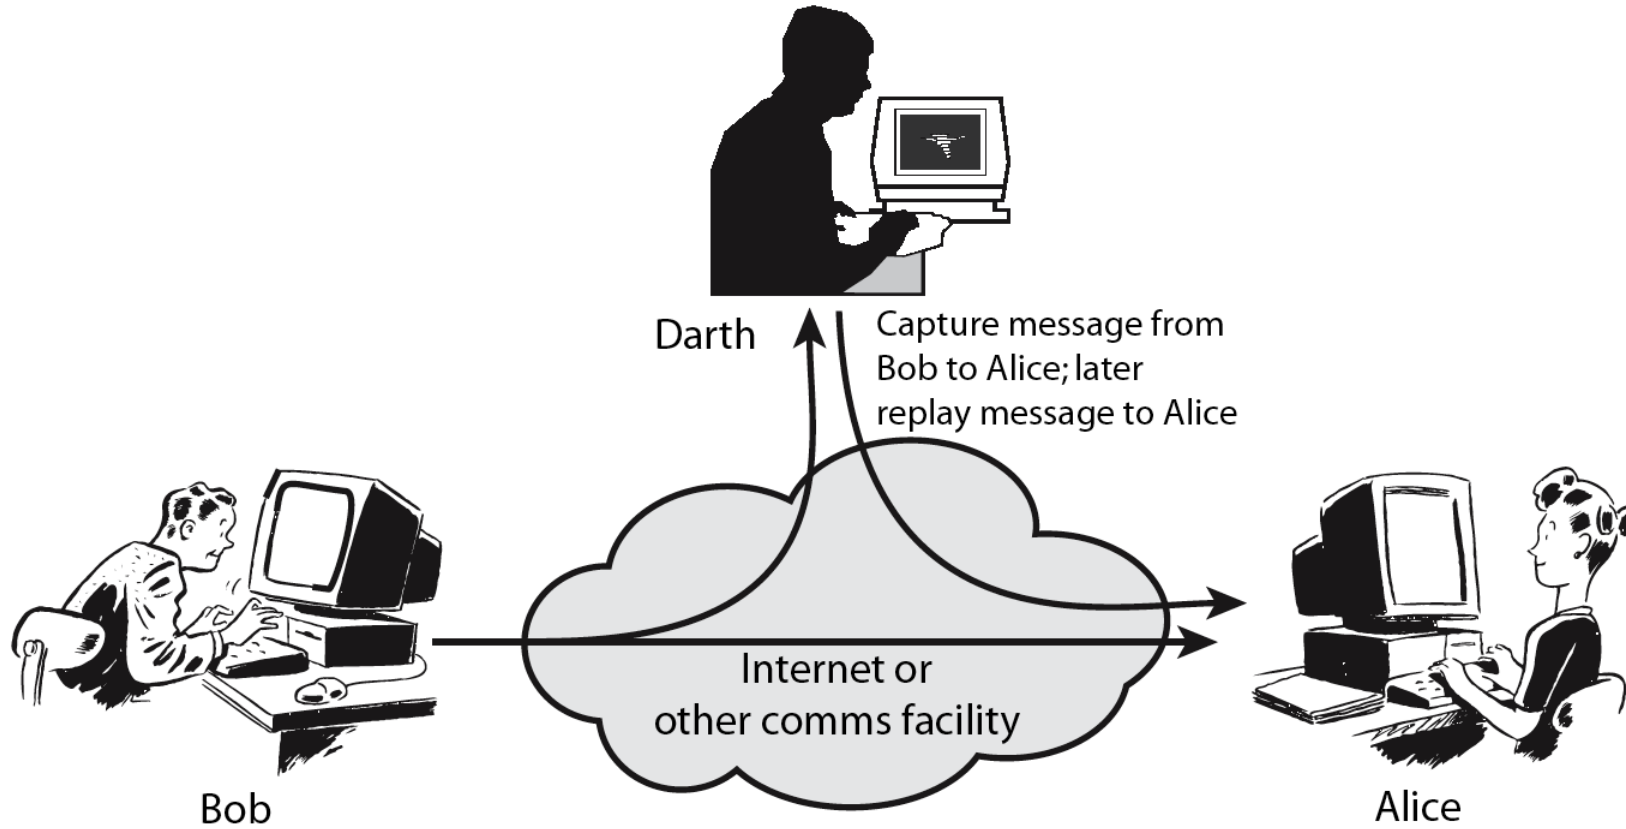 Darth
Capture message from
Bob to Alice; later
replay message to Alice
Internet or
other comms facility
Bob
Alice